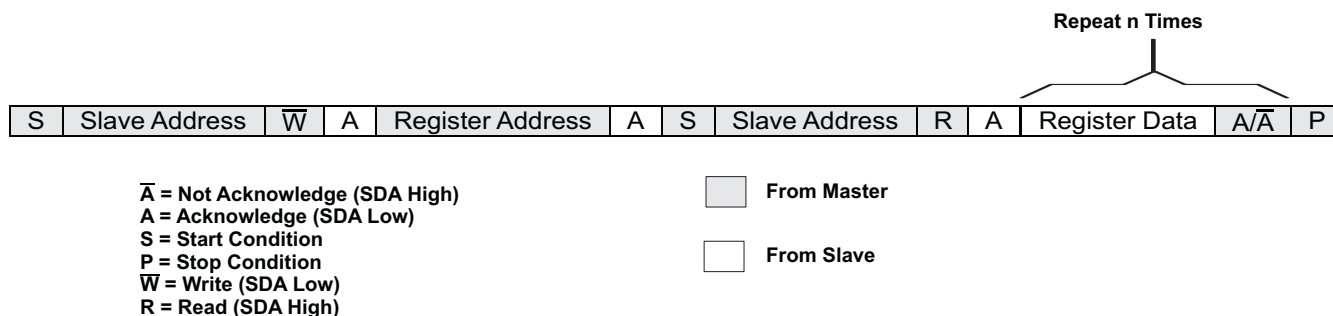 Repeat n Times
S Slave Address W̅ A Register Address A S Slave Address R A Register Data A/A̅ P
A̅ = Not Acknowledge (SDA High)
A = Acknowledge (SDA Low)
S = Start Condition
P = Stop Condition
W̅ = Write (SDA Low)
R = Read (SDA High)
From Master
From Slave